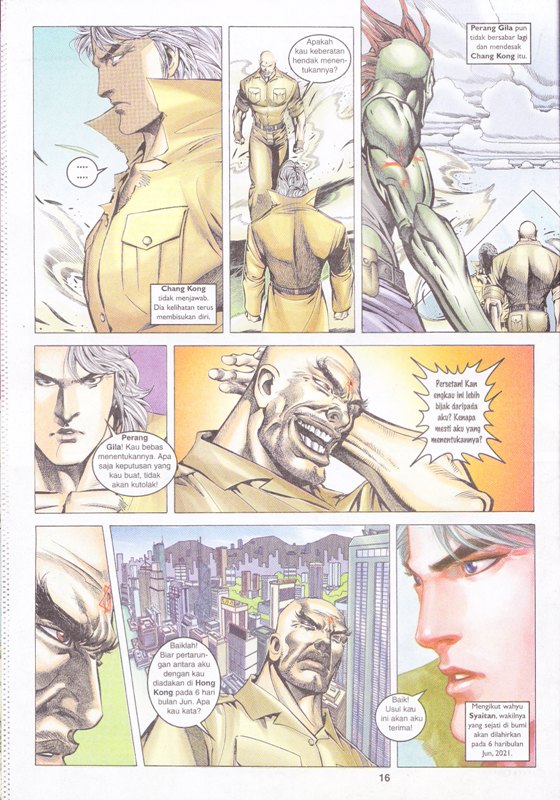 ....
....
Chang Kong
tidak menjawab.
Dia kelihatan terus
membisukan diri.
Apakah
kau keberatan
hendak menen-
tukannya?
Perang Gila pun
tidak bersabar lagi
dan mendesak
Chang Kong itu.
Perang
Gila! Kau bebas
menentukannya. Apa
saja keputusan yang
kau buat, tidak
akan kutolak!
Persetan! Kan
engkau ini lebih
bijak daripada
aku? Kenapa
mesti aku yang
menentukannya?
Baiklah!
Biar pertarun-
gan antara aku
dengan kau
diadakan di Hong
Kong pada 6 hari
bulan Jun. Apa
kau kata?
Baik!
Usul kau
ini akan aku
terima!
Mengikut wahyu
Syaitan, wakilnya
yang sejati di bumi
akan dilahirkan
pada 6 haribulan
Jun, 2021.
16